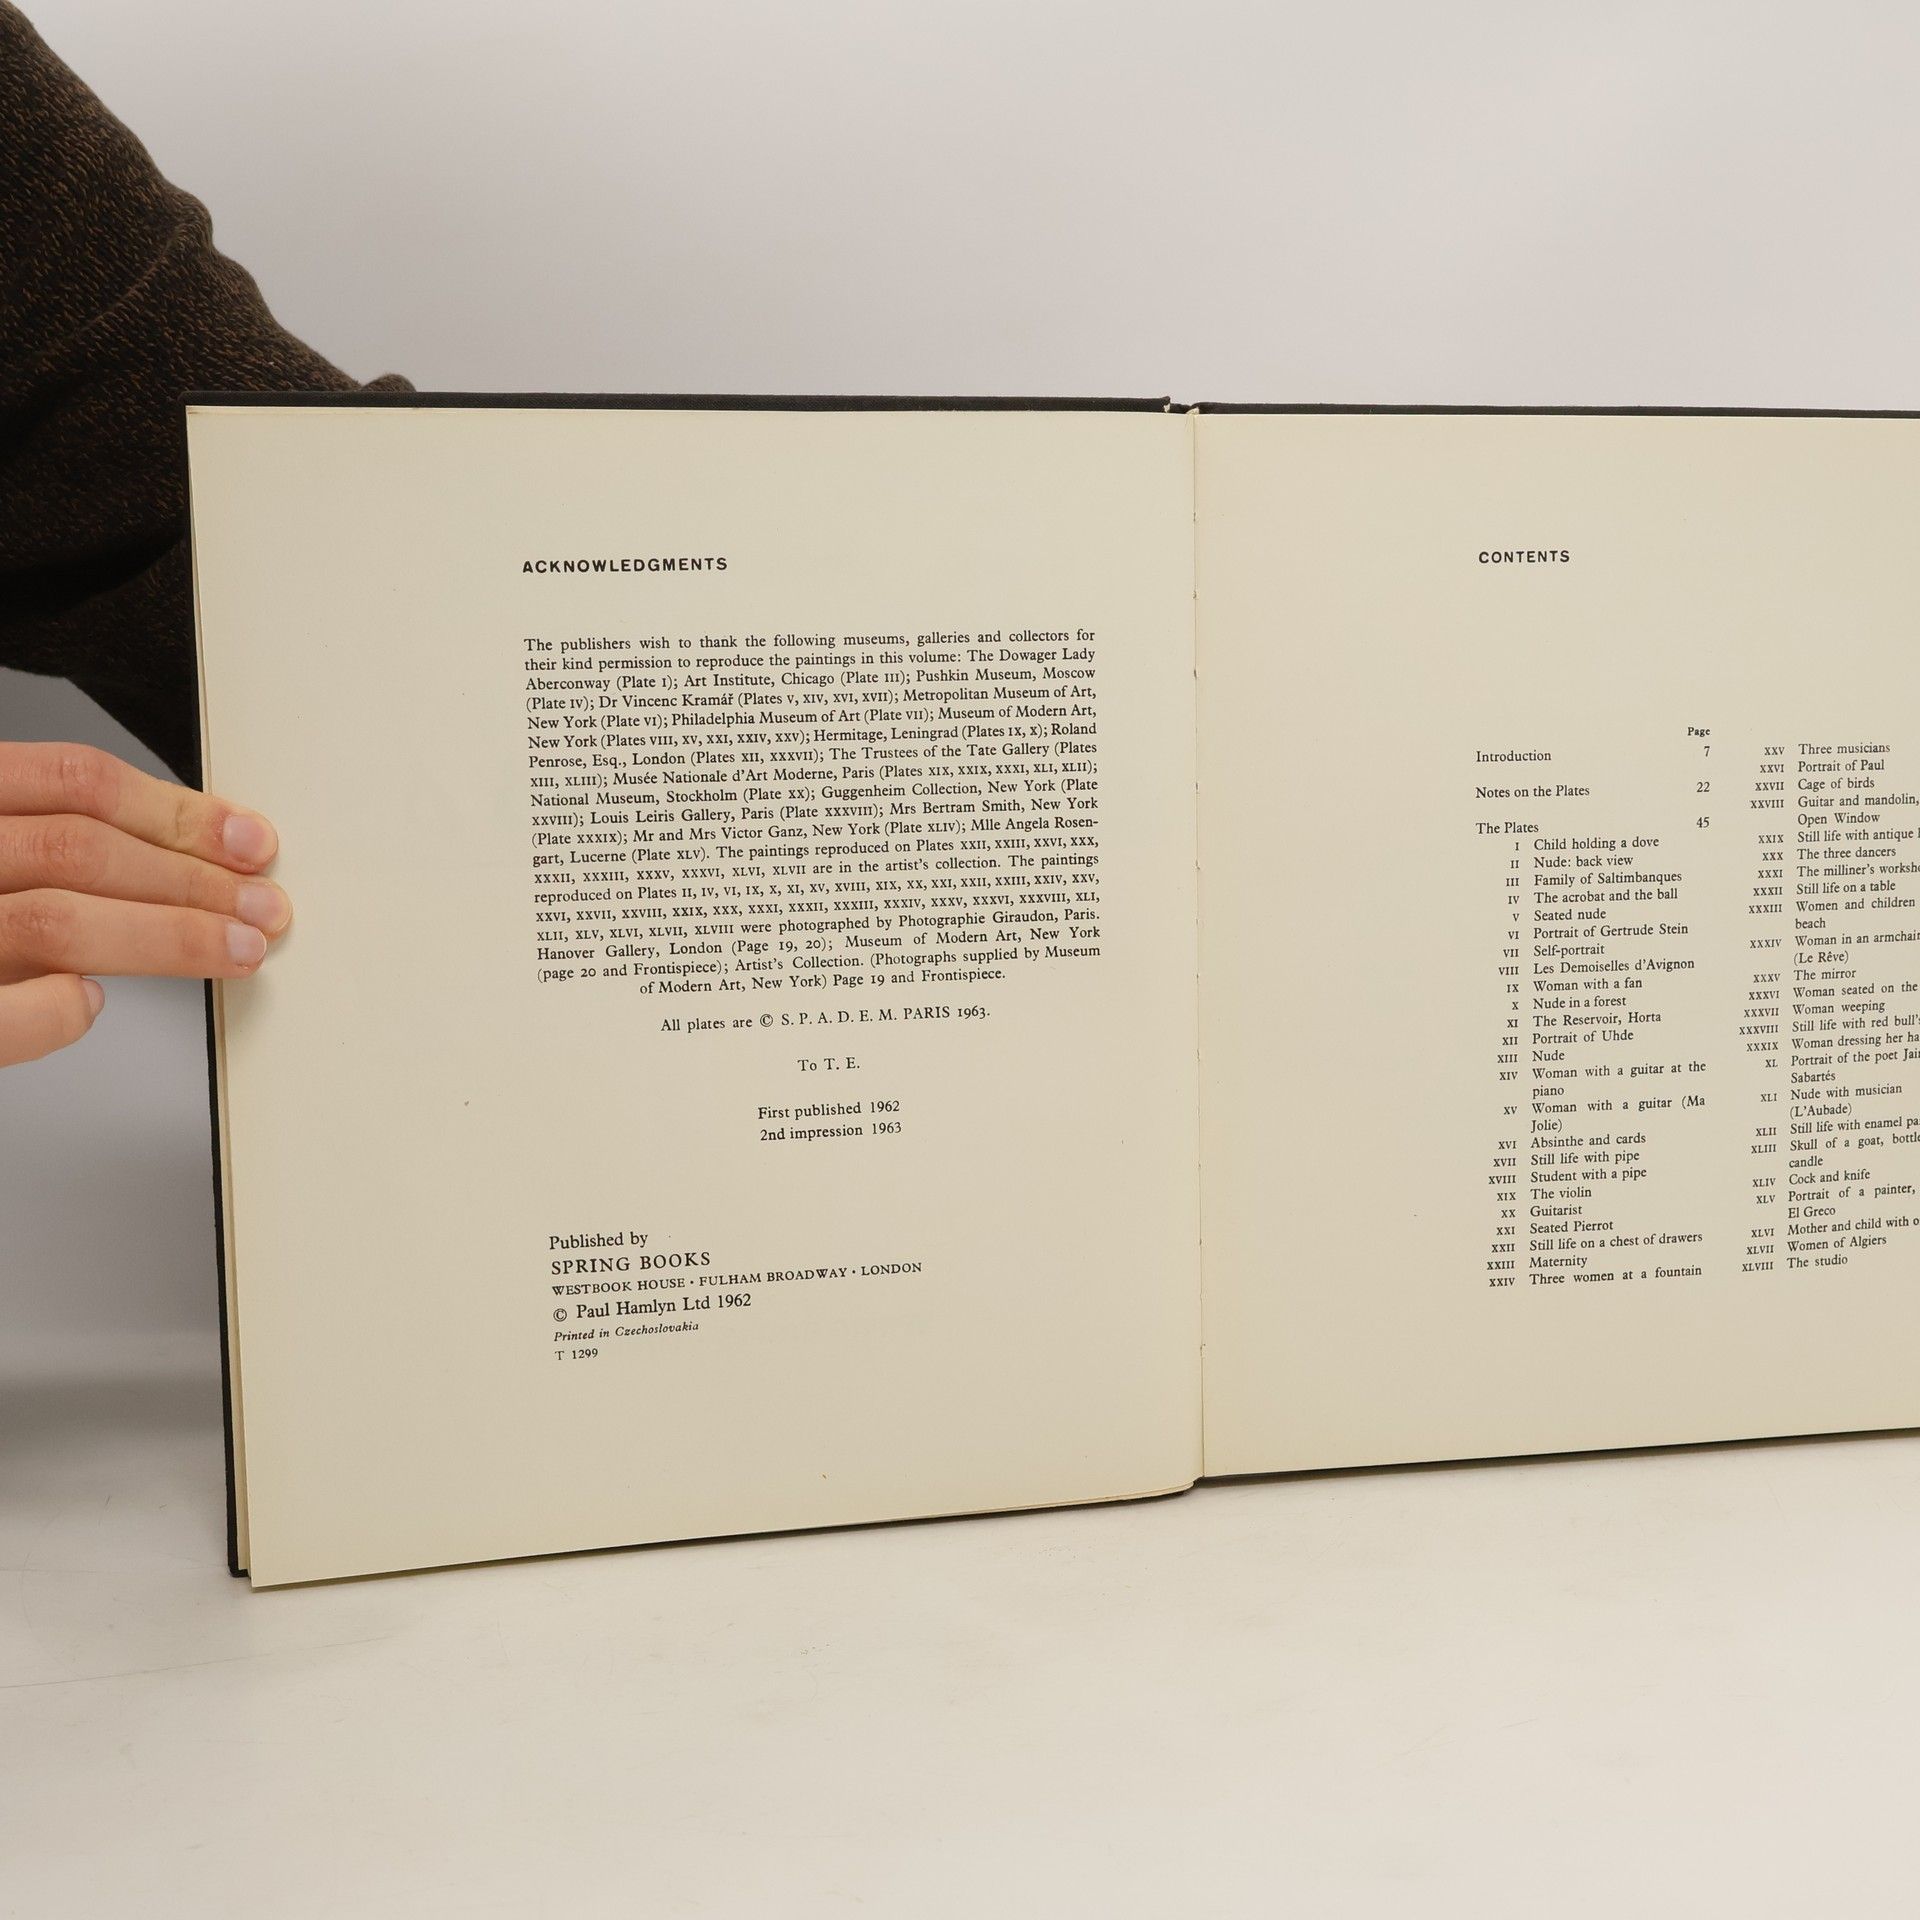 ACKNOWLEDGMENTS
The publishers wish to thank the following museums, galleries and collectors for
their kind permission to reproduce the paintings in this volume: The Dowager Lady
Aberconway (Plate I); Art Institute, Chicago (Plate III); Pushkin Museum, Moscow
(Plate IV); Dr Vincenc Kramář (Plates V, XIV, XVI, XVII); Metropolitan Museum of Art,
New York (Plate VI); Philadelphia Museum of Art (Plate VII); Museum of Modern Art,
New York (Plates VIII, XV, XXI, XXIV, XXV); Hermitage, Leningrad (Plates IX, X); Roland
Penrose, Esq., London (Plates XII, XXXVII); The Trustees of the Tate Gallery (Plates
XIII, XLIII); Musée Nationale d'Art Moderne, Paris (Plates XIX, XXIX, XXXI, XLI, XLII);
National Museum, Stockholm (Plate XX); Guggenheim Collection, New York (Plate
XXVIII); Louis Leiris Gallery, Paris (Plate XXXVIII); Mrs Bertram Smith, New York
(Plate XXXIX); Mr and Mrs Victor Ganz, New York (Plate XLIV); Mlle Angela Rosen-
gart, Lucerne (Plate XLV). The paintings reproduced on Plates XXII, XXIII, XXVI, XXX,
XXXII, XXXIII, XXXV, XXXVI, XLVI, XLVII are in the artist's collection. The paintings
reproduced on Plates II, IV, VI, IX, X, XI, XV, XVIII, XIX, XX, XXI, XXII, XXIII, XXIV, XXV,
XXVI, XXVII, XXVIII, XXIX, XXX, XXXI, XXXII, XXXIII, XXXIV, XXXV, XXXVI, XXXVIII, XLI,
XLII, XLV, XLVI, XLVII, XLVIII were photographed by Photographie Giraudon, Paris.
Hanover Gallery, London (Page 19, 20); Museum of Modern Art, New York
(page 20 and Frontispiece); Artist's Collection. (Photographs supplied by Museum
of Modern Art, New York) Page 19 and Frontispiece.
All plates are © S. P. A. D. E. M. PARIS 1963.
To T. E.
First published 1962
2nd impression 1963
Published by
SPRING BOOKS
WESTBOOK HOUSE · FULHAM BROADWAY · LONDON
© Paul Hamlyn Ltd 1962
Printed in Czechoslovakia
T 1299
CONTENTS
Page
Introduction 7
Notes on the Plates 22
The Plates 45
I Child holding a dove
II Nude: back view
III Family of Saltimbanques
IV The acrobat and the ball
V Seated nude
VI Portrait of Gertrude Stein
VII Self-portrait
VIII Les Demoiselles d'Avignon
IX Woman with a fan
X Nude in a forest
XI The Reservoir, Horta
XII Portrait of Uhde
XIII Nude
XIV Woman with a guitar at the
piano
XV Woman with a guitar (Ma
Jolie)
XVI Absinthe and cards
XVII Still life with pipe
XVIII Student with a pipe
XIX The violin
XX Guitarist
XXI Seated Pierrot
XXII Still life on a chest of drawers
XXIII Maternity
XXIV Three women at a fountain
XXV Three musicians
XXVI Portrait of Paul
XXVII Cage of birds
XXVIII Guitar and mandolin,
Open Window
XXIX Still life with antique
XXX The three dancers
XXXI The milliner's
XXXII Still life on a table
XXXIII Women and children
beach
XXXIV Woman in an armchair
(Le Rêve)
XXXV The mirror
XXXVI Woman seated on the
XXXVII Woman weeping
XXXVIII Still life with red bull's
XXXIX Woman dressing her
XL Portrait of the poet
Sabartés
XLI Nude with musician
(L'Aubade)
XLII Still life with enamel
XLIII Skull of a goat, bottle
candle
XLIV Cock and knife
XLV Portrait of a painter,
El Greco
XLVI Mother and child with
XLVII Women of Algiers
XLVIII The studio